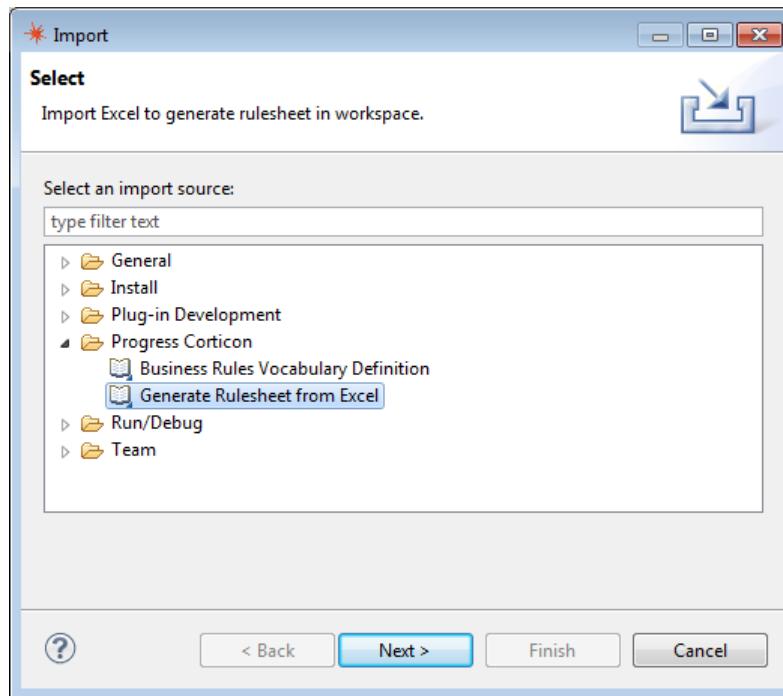 Import
Select
Import Excel to generate rulesheet in workspace.
Select an import source:
type filter text
General
Install
Plug-in Development
Progress Corticon
Business Rules Vocabulary Definition
Generate Rulesheet from Excel
Run/Debug
Team
? < Back Next > Finish Cancel